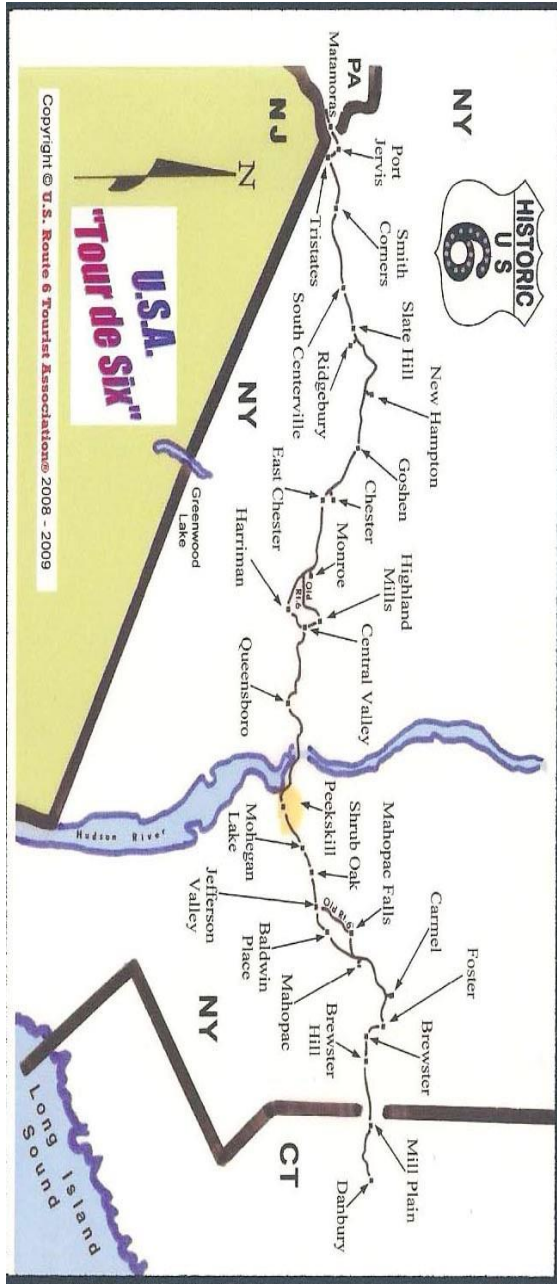 HISTORIC
U S
6
NY
PA
Matamoras
Port
Jervis
Tristates
Smith
Corners
South Centerville
Slate Hill
Ridgebury
New Hampton
Goshen
Chester
East Chester
Monroe
Old
Rt.6
Harriman
Highland
Mills
Central Valley
Queensboro
Peekskill
Mohegan
Lake
Shrub Oak
Jefferson
Valley
Mahopac Falls
Old Rt.6
Baldwin
Place
Mahopac
Carmel
Foster
Brewster
Brewster
Hill
Mill Plain
Danbury
NY
NJ
N
U.S.A.
"Tour de Six"
Greenwood
Lake
Hudson River
NY
CT
Long Island
Sound
Copyright © U.S. Route 6 Tourist Association® 2008 - 2009